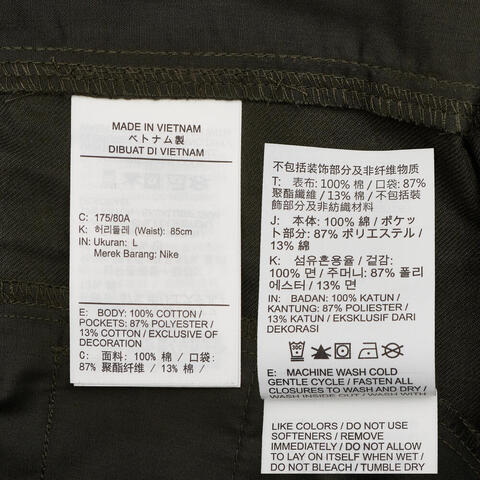 MADE IN VIETNAM
ベトナム製
DIBUAT DI VIETNAM
C: 175/80A
K: 허리둘레 (Waist): 85cm
IN: Ukuran: L
Merek Barang: Nike
E: BODY: 100% COTTON /
POCKETS: 87% POLYESTER /
13% COTTON / EXCLUSIVE OF
DECORATION
C: 面料: 100% 棉 / 口袋:
87% 聚酯纤维 / 13% 棉 /
不包括装饰部分及非纤维物质
T: 表布: 100% 棉 / 口袋: 87%
聚酯纖維 / 13% 棉 / 不包括裝
飾部分及非紡織材料
J: 本体: 100% 綿 / ポケッ
ト部分: 87% ポリエステル /
13% 綿
K: 섬유혼용율 / 겉감:
100% 면 / 주머니: 87% 폴리
에스터 / 13% 면
IN: BADAN: 100% KATUN /
KANTUNG: 87% POLIESTER /
13% KATUN / EKSKLUSIF DARI
DEKORASI
E: MACHINE WASH COLD
GENTLE CYCLE / FASTEN ALL
CLOSURES TO WASH AND DRY /
WASH INSIDE OUT / WASH WITH
LIKE COLORS / DO NOT USE
SOFTENERS / REMOVE
IMMEDIATELY / DO NOT ALLOW
TO LAY ON ITSELF WHEN WET /
DO NOT BLEACH / TUMBLE DRY